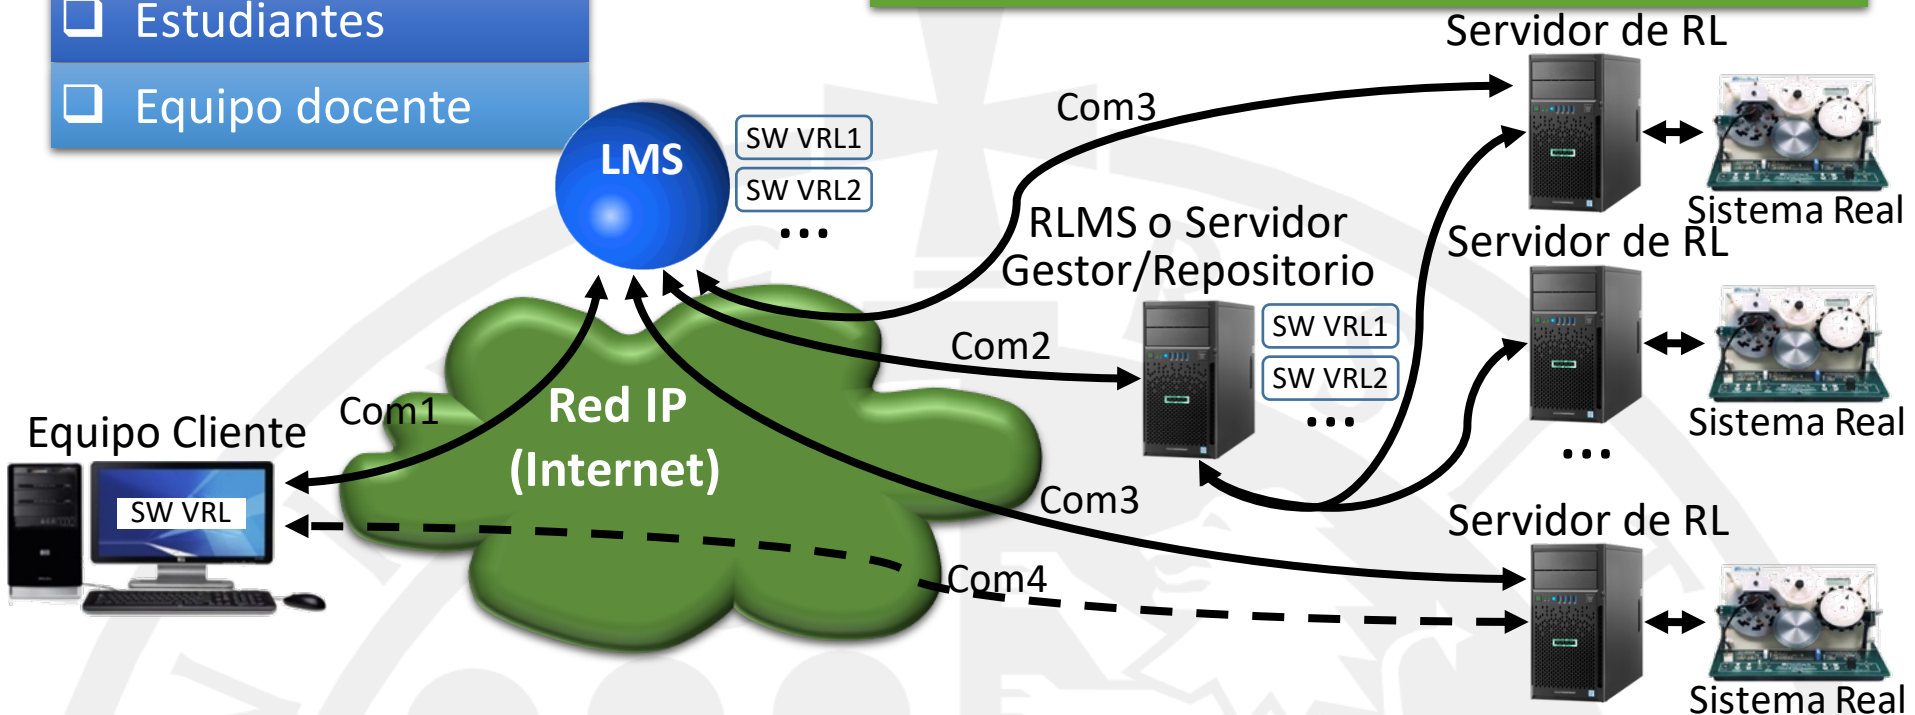 Estudiantes
Equipo docente
LMS
SW VRL1
SW VRL2
...
Com3
Servidor de RL
Sistema Real
RLMS o Servidor
Gestor/Repositorio
SW VRL1
SW VRL2
...
Servidor de RL
Sistema Real
...
Com2
Com1
Red IP
(Internet)
Equipo Cliente
SW VRL
Com3
Com4
Servidor de RL
Sistema Real